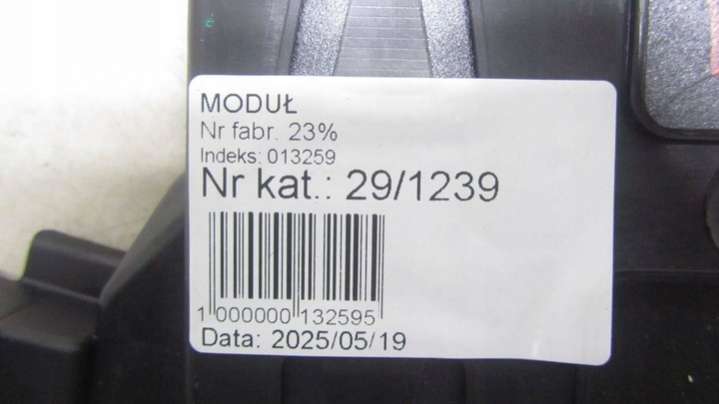 MODUŁ
Nr fabr. 23%
Indeks: 013259
Nr kat.: 29/1239
1 000000 132595
Data: 2025/05/19